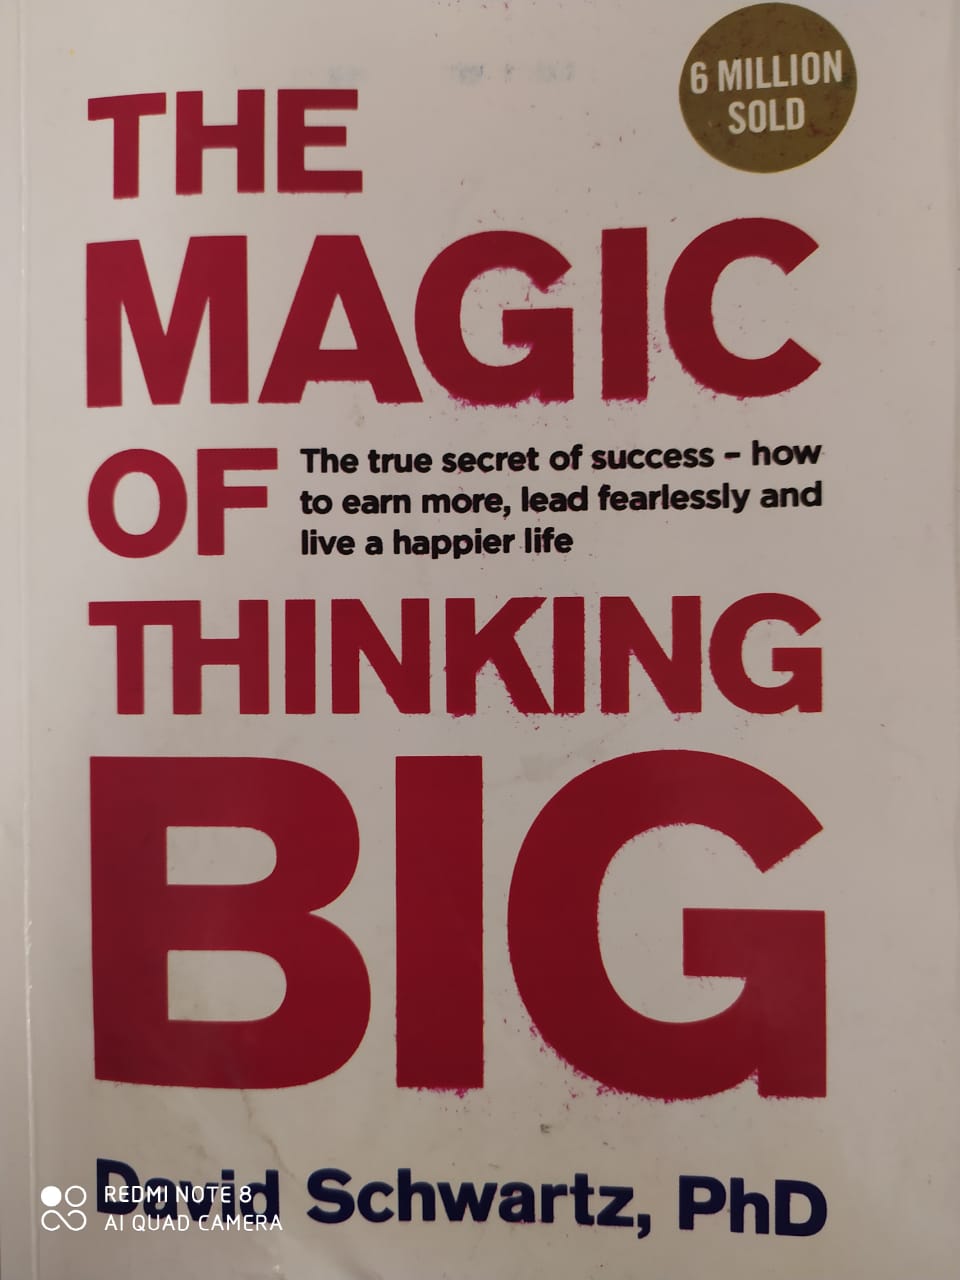 6 MILLION
SOLD
THE
MAGIC
OF
The true secret of success – how
to earn more, lead fearlessly and
live a happier life
THINKING
BIG
David Schwartz, PhD
REDMI NOTE 8
AI QUAD CAMERA